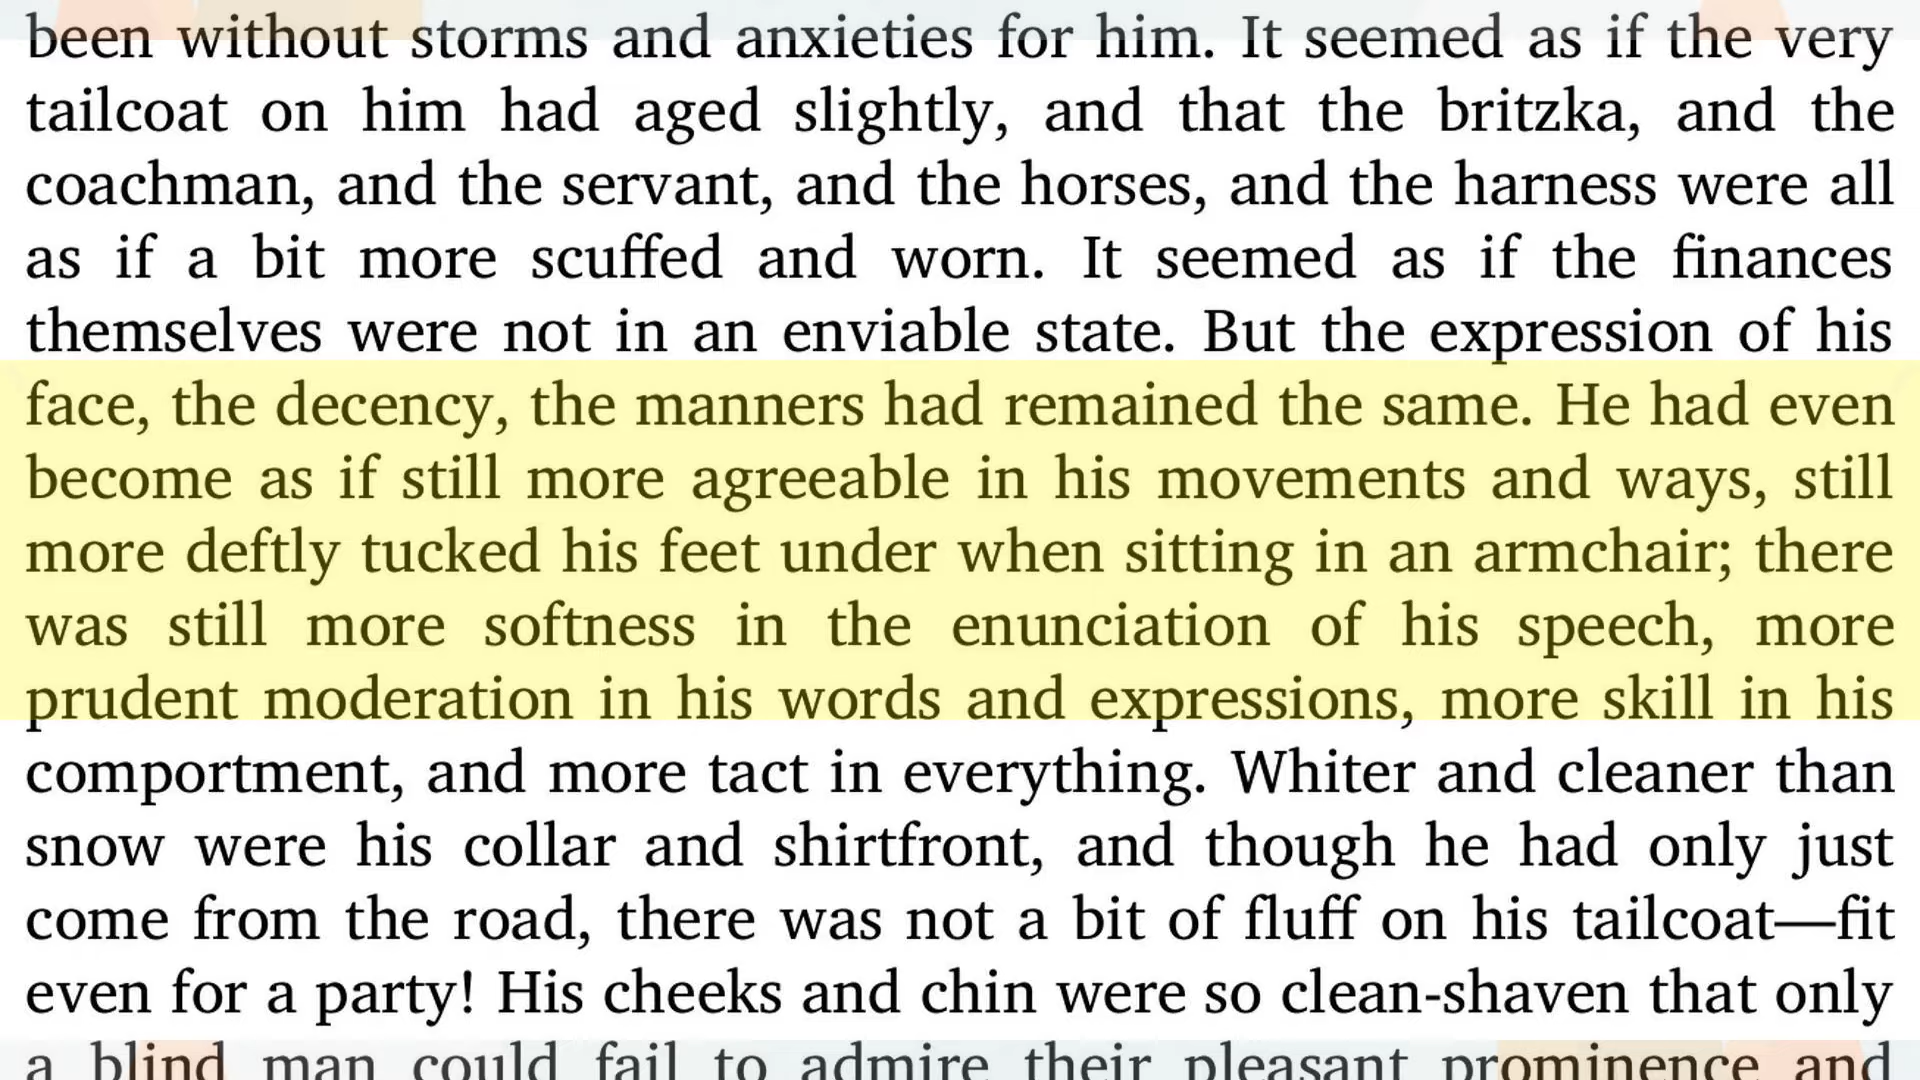 been without storms and anxieties for him. It seemed as if the very
tailcoat on him had aged slightly, and that the britzka, and the
coachman, and the servant, and the horses, and the harness were all
as if a bit more scuffed and worn. It seemed as if the finances
themselves were not in an enviable state. But the expression of his
face, the decency, the manners had remained the same. He had even
become as if still more agreeable in his movements and ways, still
more deftly tucked his feet under when sitting in an armchair; there
was still more softness in the enunciation of his speech, more
prudent moderation in his words and expressions, more skill in his
comportment, and more tact in everything. Whiter and cleaner than
snow were his collar and shirtfront, and though he had only just
come from the road, there was not a bit of fluff on his tailcoat—fit
even for a party! His cheeks and chin were so clean-shaven that only
a blind man could fail to admire their pleasant prominence and